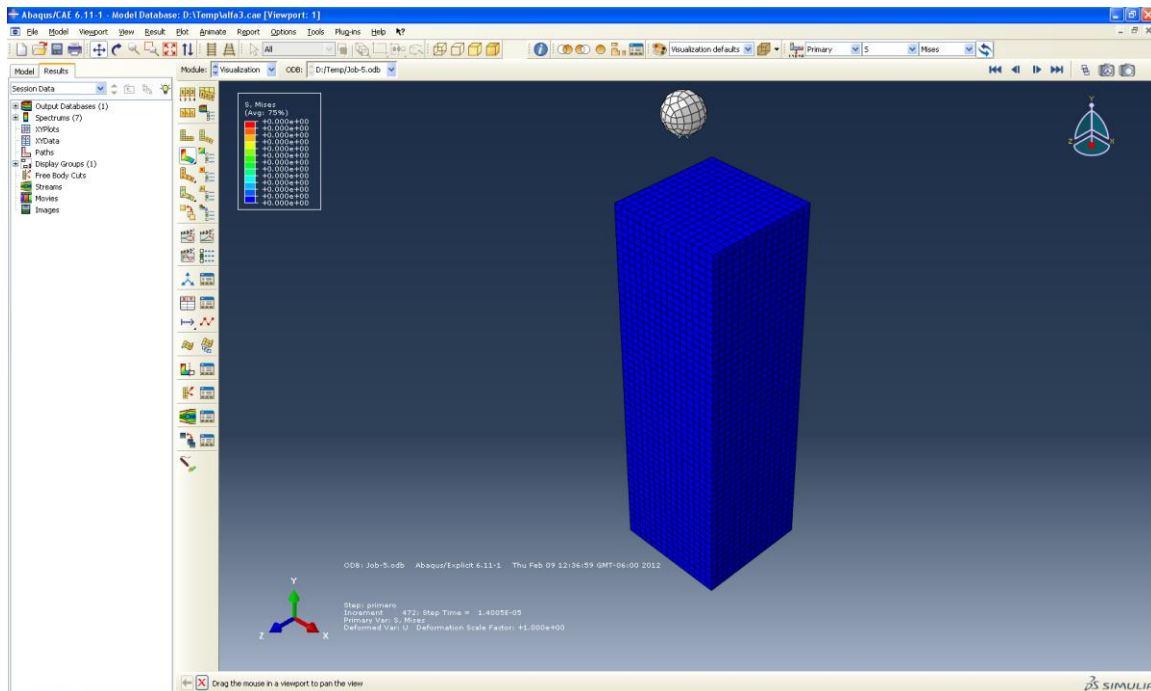 Abaqus/CAE 6.11-1 - Model Database: D:\Temp\alfa3.cae [Viewport: 1]
File Model Viewport View Result Plot Animate Report Options Tools Plug-ins Help
All
Visualization defaults
Primary
S
Mises
Model Results
Module: Visualization ODB: D:/Temp/Job-5.odb
Session Data
Output Databases (1)
Spectrums (7)
XYPlots
XYData
Paths
Display Groups (1)
Free Body Cuts
Streams
Movies
Images
S, Mises
(Avg: 75%)
+0.000e+00
+0.000e+00
+0.000e+00
+0.000e+00
+0.000e+00
+0.000e+00
+0.000e+00
+0.000e+00
+0.000e+00
+0.000e+00
+0.000e+00
+0.000e+00
+0.000e+00
Y
Z
X
ODB: Job-5.odb Abaqus/Explicit 6.11-1 Thu Feb 09 12:36:59 GMT-06:00 2012
Y
Z
X
Step: primero
Increment 472: Step Time = 1.4005E-05
Primary Var: S, Mises
Deformed Var: U Deformation Scale Factor: +1.000e+00
Drag the mouse in a viewport to pan the view
SIMULIA